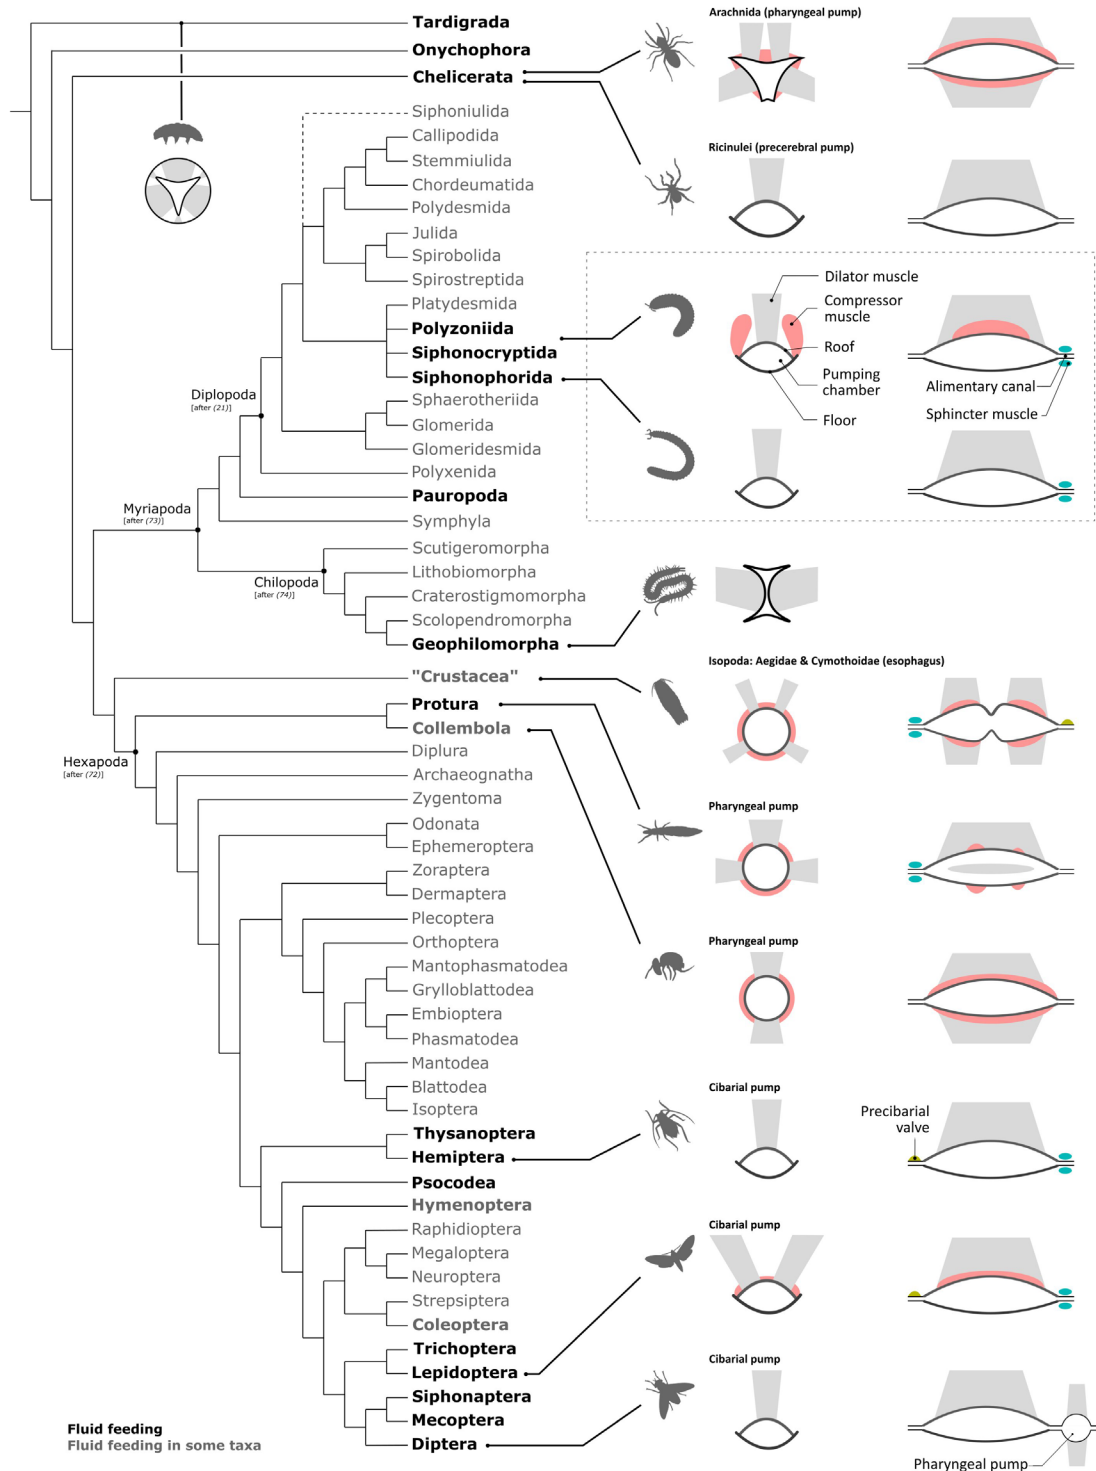 Tardigrada
Onychophora
Chelicerata
Siphoniulida
Callipodida
Stemmiulida
Chordeumatida
Polydesmida
Julida
Spirobolida
Spirostreptida
Platydesmida
Polyzoniida
Siphonocryptida
Siphonophorida
Sphaerotheriida
Glomerida
Glomeridesmida
Polyxenida
Pauropoda
Symphyla
Scutigeromorpha
Lithobiomorpha
Craterostigmomorpha
Scolopendromorpha
Geophilomorpha
"Crustacea"
Protura
Collembola
Diplura
Archaeognatha
Zygentoma
Odonata
Ephemeroptera
Zoraptera
Dermaptera
Plecoptera
Orthoptera
Mantophasmatodea
Grylloblattodea
Embioptera
Phasmatodea
Mantodea
Blattodea
Isoptera
Thysanoptera
Hemiptera
Psocodea
Hymenoptera
Raphidioptera
Megaloptera
Neuroptera
Strepsiptera
Coleoptera
Trichoptera
Lepidoptera
Siphonaptera
Mecoptera
Diptera
Diplopoda
[after (21)]
Myriapoda
[after (73)]
Chilopoda
[after (74)]
Hexapoda
[after (72)]
Fluid feeding
Fluid feeding in some taxa
Arachnida (pharyngeal pump)
Ricinulei (precerebral pump)
Dilator muscle
Compressor
muscle
Roof
Pumping
chamber
Floor
Alimentary canal
Sphincter muscle
Isopoda: Aegidae & Cymothoidae (esophagus)
Pharyngeal pump
Pharyngeal pump
Cibarial pump
Precibarial
valve
Cibarial pump
Cibarial pump
Pharyngeal pump